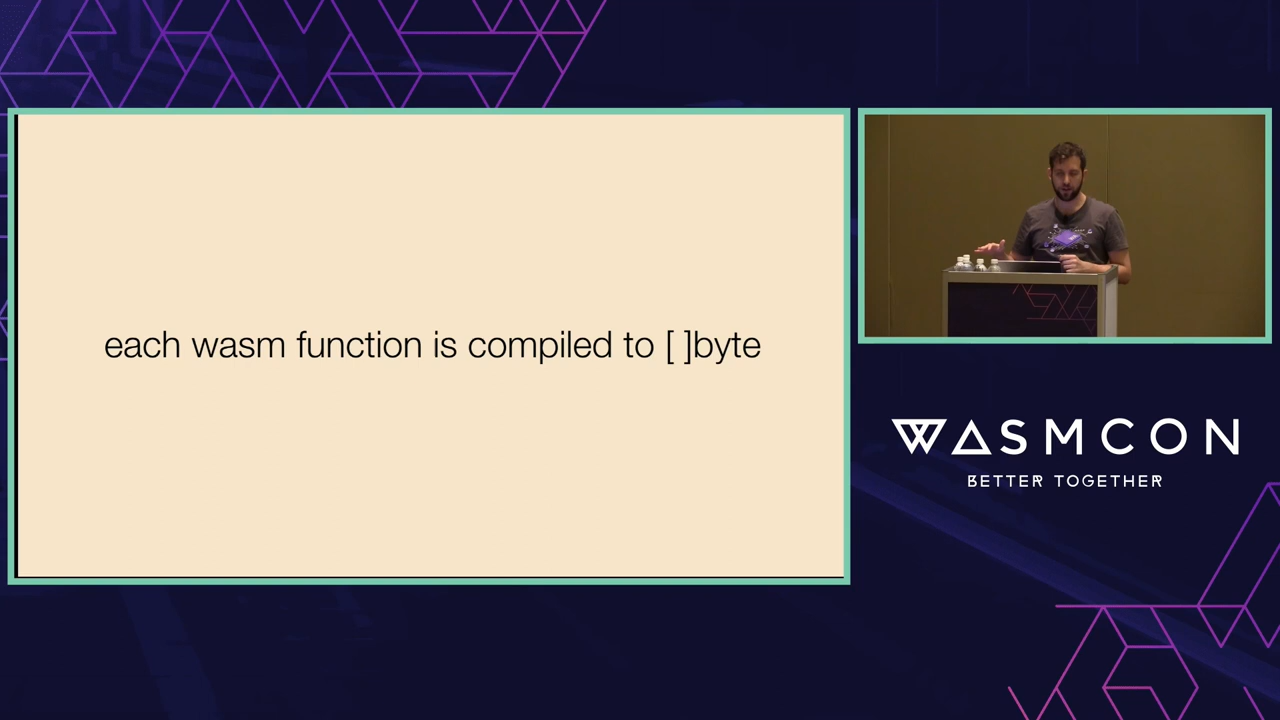 each wasm function is compiled to [ ]byte
WASMCON
BETTER TOGETHER